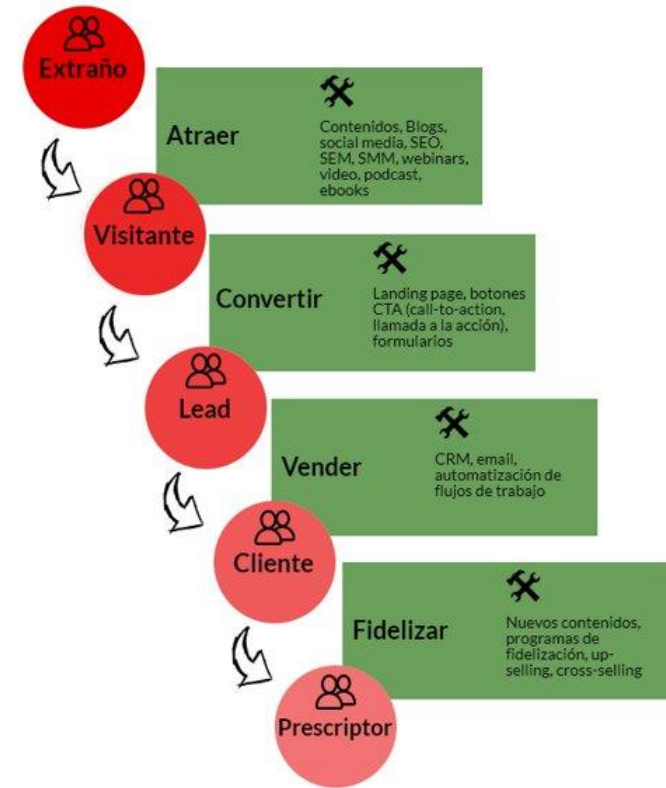 Extraño
Atraer
Contenidos, Blogs,
social media, SEO,
SEM, SMM, webinars,
video, podcast,
ebooks
Visitante
Convertir
Landing page, botones
CTA (call-to-action,
llamada a la acción),
formularios
Lead
Vender
CRM, email,
automatización de
flujos de trabajo
Cliente
Fidelizar
Nuevos contenidos,
programas de
fidelización, up-
selling, cross-selling
Prescriptor